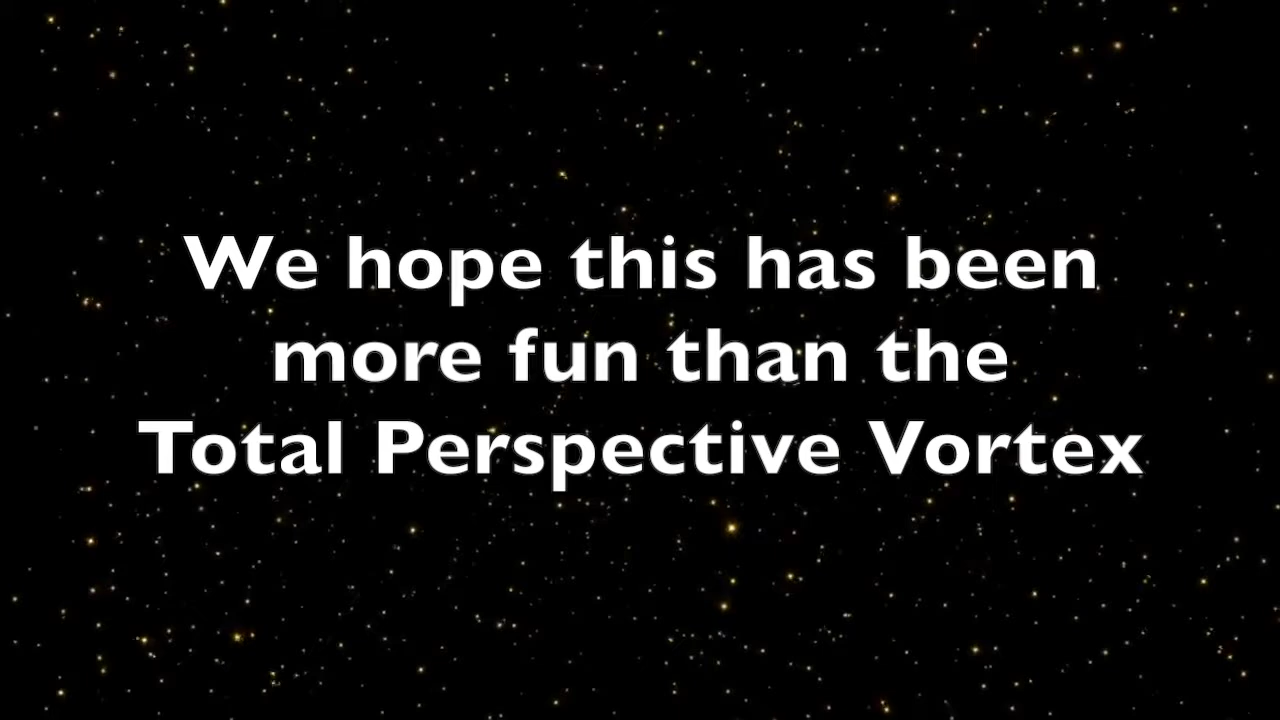 We hope this has been
more fun than the
Total Perspective Vortex